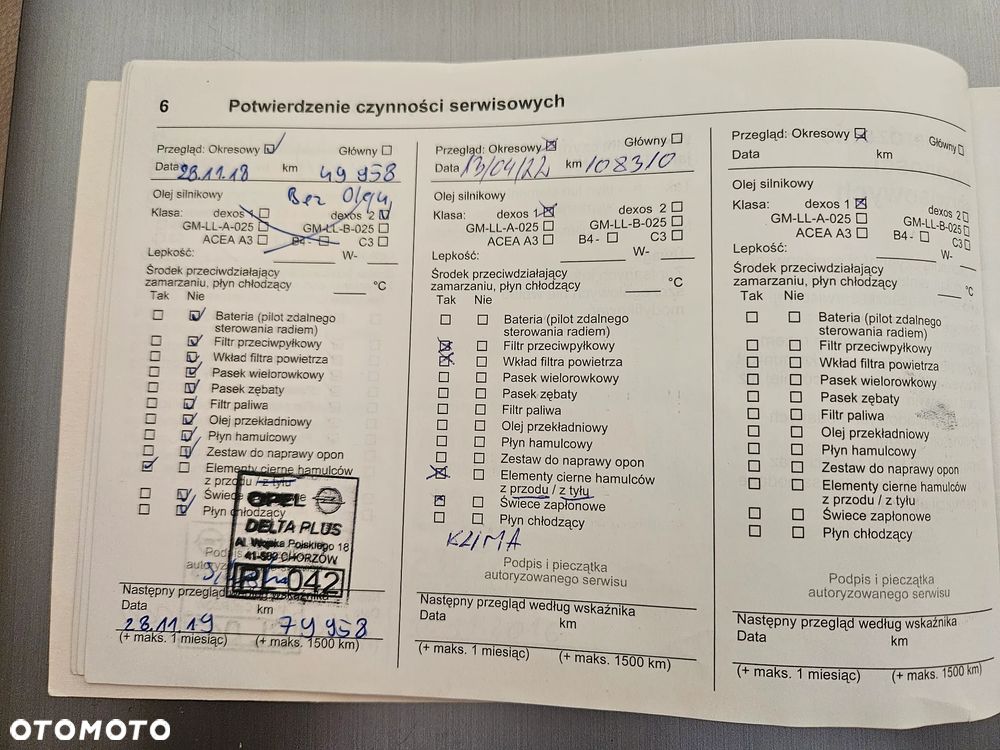 6 Potwierdzenie czynności serwisowych
Przegląd: Okresowy Główny
Data 28.11.18 km 49 958
Olej silnikowy Bez Oleju
Klasa: dexos 1 dexos 2
GM-LL-A-025 GM-LL-B-025
ACEA A3 B4 - C3
Lepkość: W-
Środek przeciwdziałający
zamarzaniu, płyn chłodzący °C
Tak Nie
Bateria (pilot zdalnego
sterowania radiem)
Filtr przeciwpyłkowy
Wkład filtra powietrza
Pasek wielorowkowy
Pasek zębaty
Filtr paliwa
Olej przekładniowy
Płyn hamulcowy
Zestaw do naprawy opon
Elementy cierne hamulców
z przodu / z tyłu
Świece zapłonowe
Płyn chłodzący
OPEL
DELTA PLUS
Al. Wojska Polskiego 18
41-503 CHORZÓW
PL 042
Następny przegląd według wskaźnika
Data km
28.11.19 79 958
(+ maks. 1 miesiąc) (+ maks. 1500 km)
Przegląd: Okresowy Główny
Data 13/04/22 km 108310
Olej silnikowy
Klasa: dexos 1 dexos 2
GM-LL-A-025 GM-LL-B-025
ACEA A3 B4 - C3
Lepkość: W-
Środek przeciwdziałający
zamarzaniu, płyn chłodzący °C
Tak Nie
Bateria (pilot zdalnego
sterowania radiem)
Filtr przeciwpyłkowy
Wkład filtra powietrza
Pasek wielorowkowy
Pasek zębaty
Filtr paliwa
Olej przekładniowy
Płyn hamulcowy
Zestaw do naprawy opon
Elementy cierne hamulców
z przodu / z tyłu
Świece zapłonowe
Płyn chłodzący
KLIMA
Podpis i pieczątka
autoryzowanego serwisu
Następny przegląd według wskaźnika
Data km
(+ maks. 1 miesiąc) (+ maks. 1500 km)
Przegląd: Okresowy Główny
Data km
Olej silnikowy
Klasa: dexos 1 dexos 2
GM-LL-A-025 GM-LL-B-025
ACEA A3 B4 - C3
Lepkość: W-
Środek przeciwdziałający
zamarzaniu, płyn chłodzący °C
Tak Nie
Bateria (pilot zdalnego
sterowania radiem)
Filtr przeciwpyłkowy
Wkład filtra powietrza
Pasek wielorowkowy
Pasek zębaty
Filtr paliwa
Olej przekładniowy
Płyn hamulcowy
Zestaw do naprawy opon
Elementy cierne hamulców
z przodu / z tyłu
Świece zapłonowe
Płyn chłodzący
Podpis i pieczątka
autoryzowanego serwisu
Następny przegląd według wskaźnika
Data km
(+ maks. 1 miesiąc) (+ maks. 1500 km)
OTOMOTO